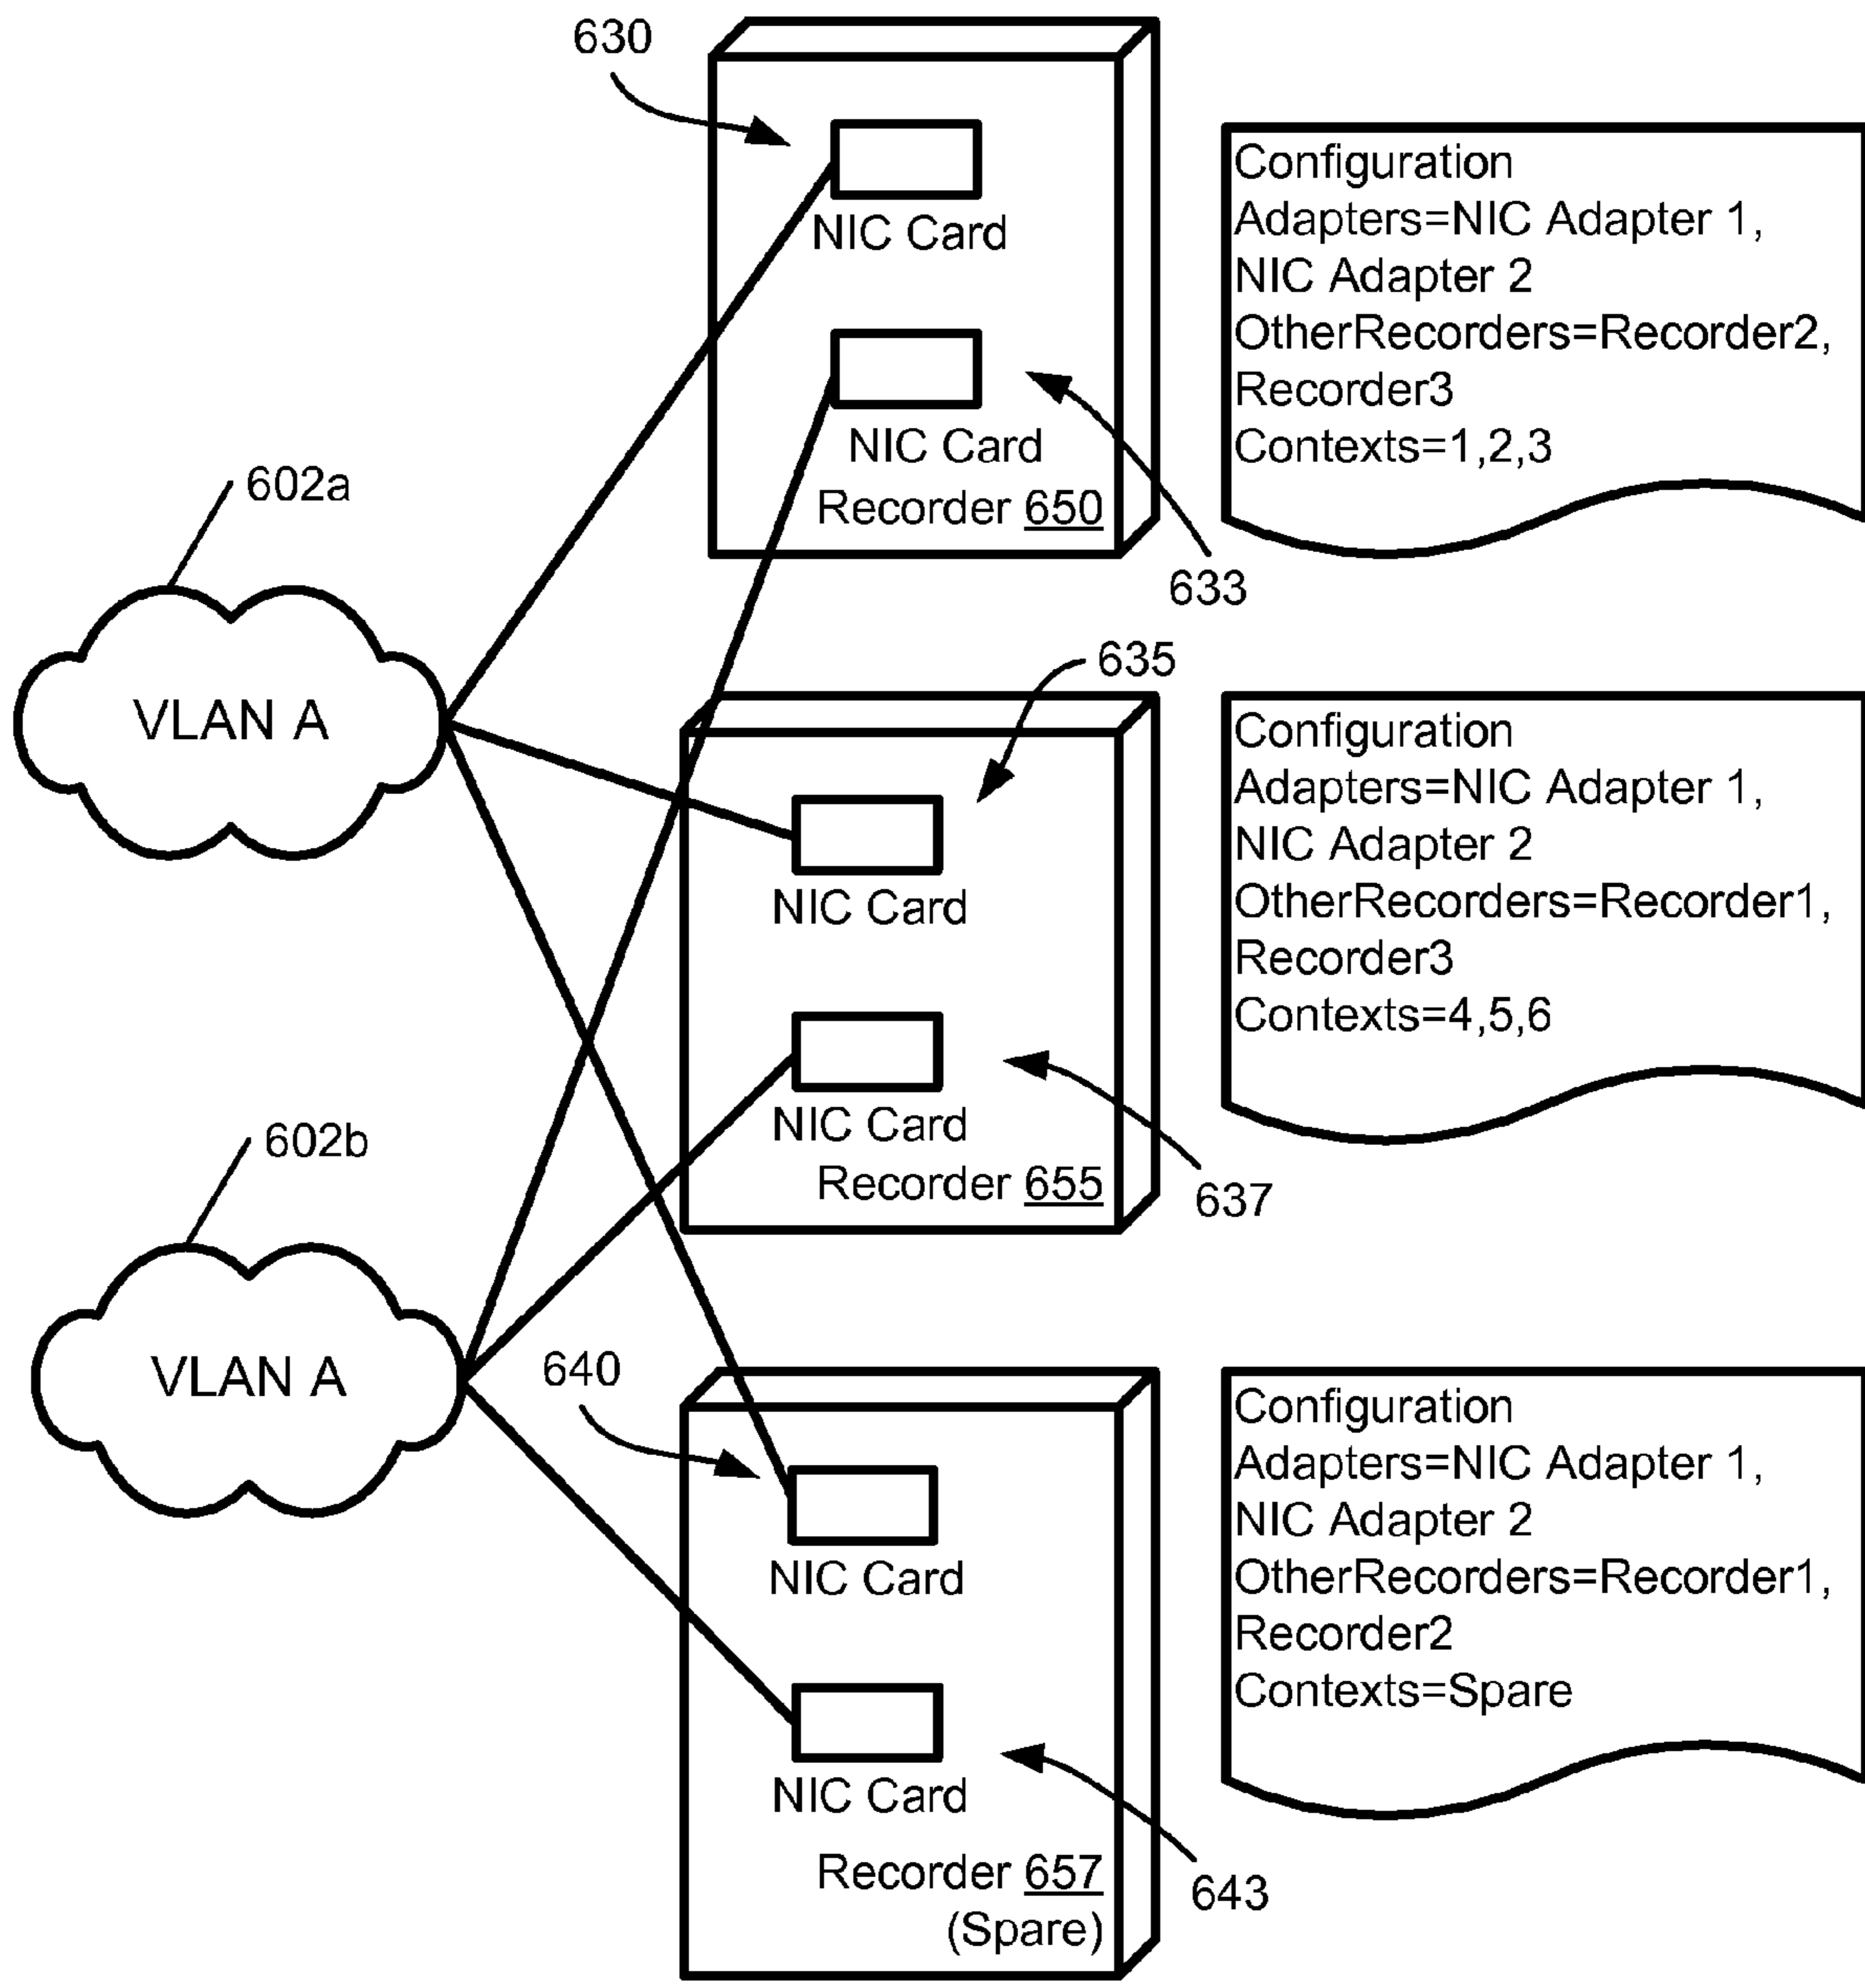 630
NIC Card
NIC Card
Recorder 650
633
Configuration
Adapters=NIC Adapter 1,
NIC Adapter 2
OtherRecorders=Recorder2,
Recorder3
Contexts=1,2,3
602a
VLAN A
635
NIC Card
NIC Card
Recorder 655
637
Configuration
Adapters=NIC Adapter 1,
NIC Adapter 2
OtherRecorders=Recorder1,
Recorder3
Contexts=4,5,6
602b
VLAN A
640
NIC Card
NIC Card
Recorder 657
(Spare)
643
Configuration
Adapters=NIC Adapter 1,
NIC Adapter 2
OtherRecorders=Recorder1,
Recorder2
Contexts=Spare